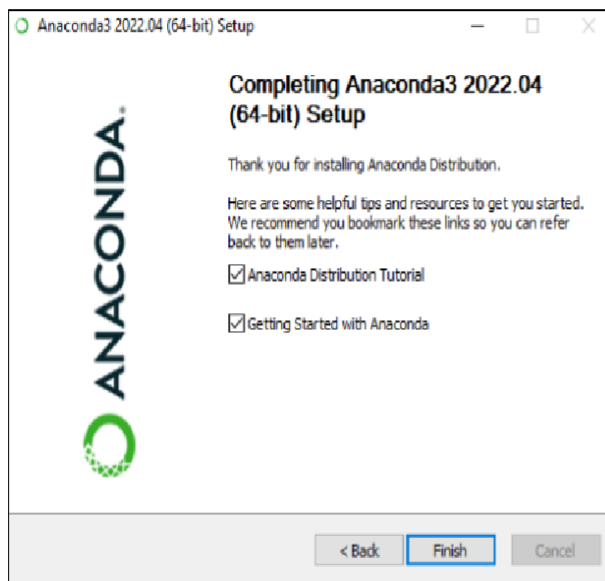 Anaconda3 2022.04 (64-bit) Setup
Completing Anaconda3 2022.04
(64-bit) Setup
Thank you for installing Anaconda Distribution.
Here are some helpful tips and resources to get you started.
We recommend you bookmark these links so you can refer
back to them later.
Anaconda Distribution Tutorial
Getting Started with Anaconda
ANACONDA.
< Back
Finish
Cancel